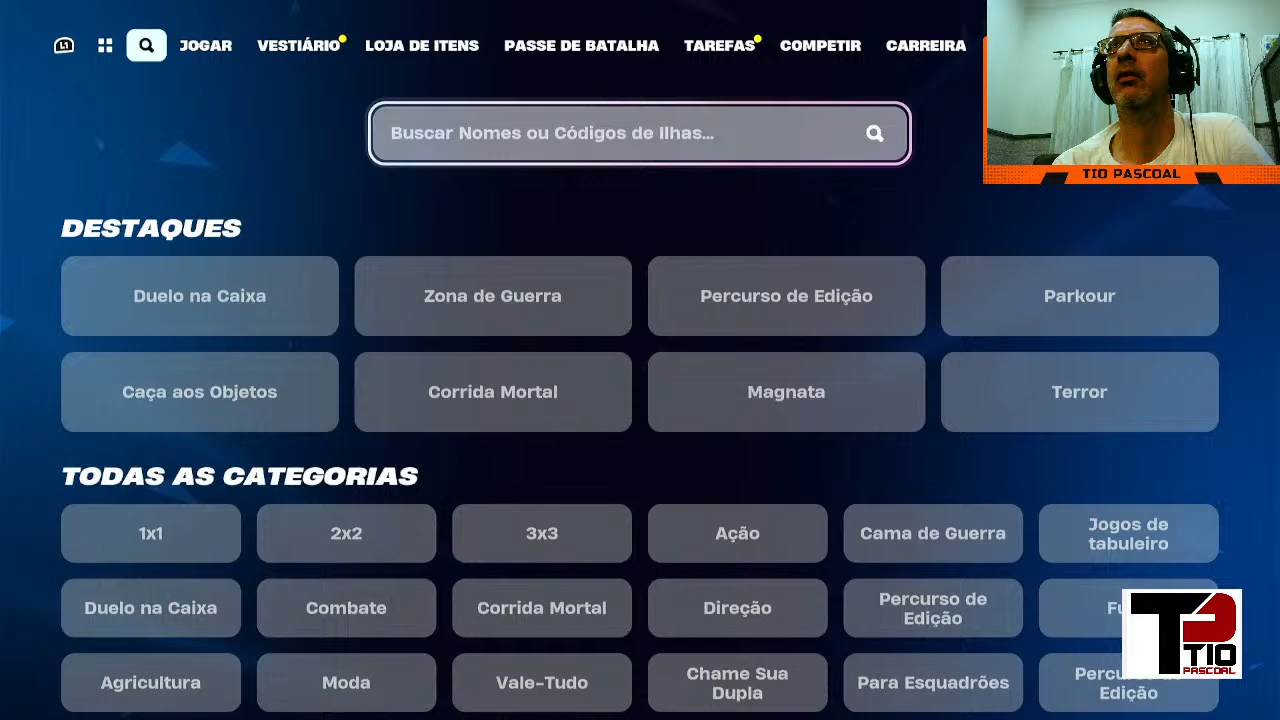 L1
JOGAR
VESTIÁRIO
LOJA DE ITENS
PASSE DE BATALHA
TAREFAS
COMPETIR
CARREIRA
Buscar Nomes ou Códigos de Ilhas...
TIO PASCOAL
DESTAQUES
Duelo na Caixa
Zona de Guerra
Percurso de Edição
Parkour
Caça aos Objetos
Corrida Mortal
Magnata
Terror
TODAS AS CATEGORIAS
1x1
2x2
3x3
Ação
Cama de Guerra
Jogos de
tabuleiro
Duelo na Caixa
Combate
Corrida Mortal
Direção
Percurso de
Edição
Agricultura
Moda
Vale-Tudo
Chame Sua
Dupla
Para Esquadrões
Edição
TP
TIO
PASCOAL